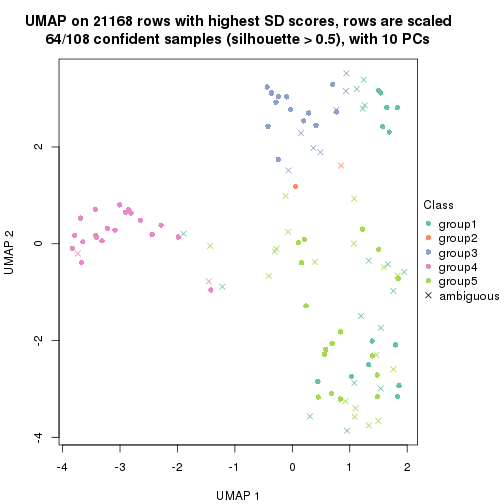 UMAP on 21168 rows with highest SD scores, rows are scaled
64/108 confident samples (silhouette > 0.5), with 10 PCs
UMAP 2
2
0
-2
-4
-4
-3
-2
-1
0
1
2
UMAP 1
Class
group1
group2
group3
group4
group5
ambiguous